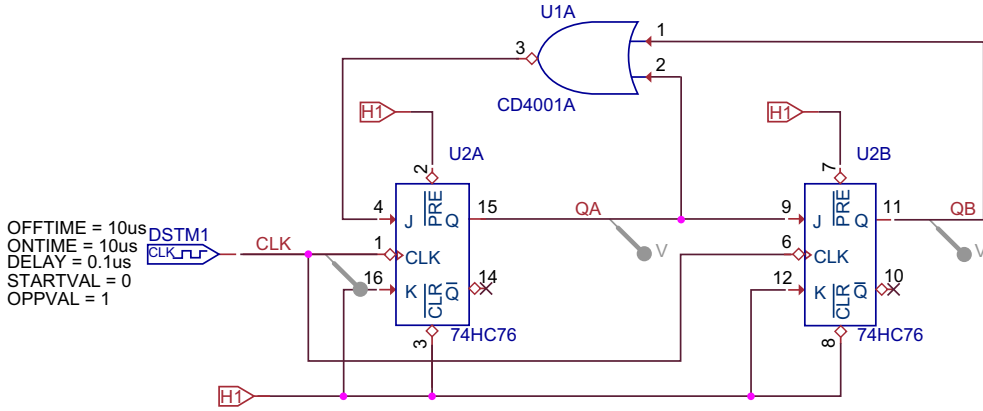 U1A
3
1
2
CD4001A
H1
H1
U2A
U2B
2
7
4
J
PRE
Q
15
QA
9
J
PRE
Q
11
QB
OFFTIME = 10us
ONTIME = 10us
DELAY = 0.1us
STARTVAL = 0
OPPVAL = 1
DSTM1
CLK
CLK
1
CLK
V
6
CLK
V
16
K
CLR
Q
14
12
K
CLR
Q
10
3
74HC76
8
74HC76
H1